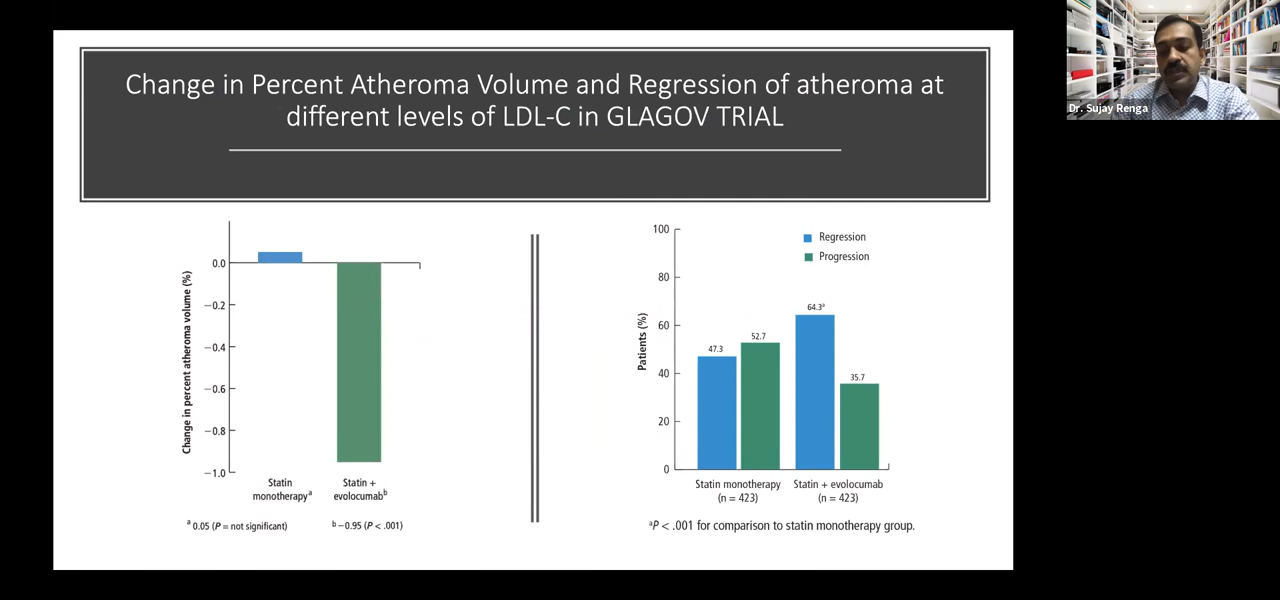 Change in Percent Atheroma Volume and Regression of atheroma at
different levels of LDL-C in GLAGOV TRIAL
Dr. Sujay Renga
Change in percent atheroma volume (%)
0.0
−0.2
−0.4
−0.6
−0.8
−1.0
Statin
monotherapyᵃ
Statin +
evolocumabᵇ
ᵃ 0.05 (P = not significant)
ᵇ −0.95 (P < .001)
Patients (%)
100
80
60
40
20
0
Regression
Progression
47.3
52.7
64.3ᵃ
35.7
Statin monotherapy
(n = 423)
Statin + evolocumab
(n = 423)
ᵃP < .001 for comparison to statin monotherapy group.